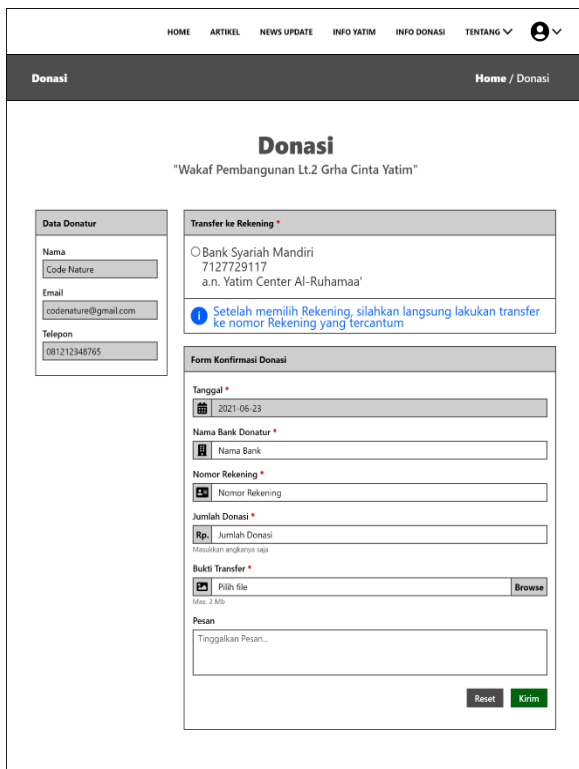 HOME ARTIKEL NEWS UPDATE INFO YATIM INFO DONASI TENTANG
Donasi
Home / Donasi
Donasi
"Wakaf Pembangunan Lt.2 Grha Cinta Yatim"
Data Donatur
Nama
Code Nature
Email
codenature@gmail.com
Telepon
081212348765
Transfer ke Rekening *
Bank Syariah Mandiri
7127729117
a.n. Yatim Center Al-Ruhamaa'
Setelah memilih Rekening, silahkan langsung lakukan transfer
ke nomor Rekening yang tercantum
Form Konfirmasi Donasi
Tanggal *
2021-06-23
Nama Bank Donatur *
Nama Bank
Nomor Rekening *
Nomor Rekening
Jumlah Donasi *
Rp. Jumlah Donasi
Masukkan angkanya saja
Bukti Transfer *
Pilih file Browse
Max. 2 Mb
Pesan
Tinggalkan Pesan...
Reset Kirim